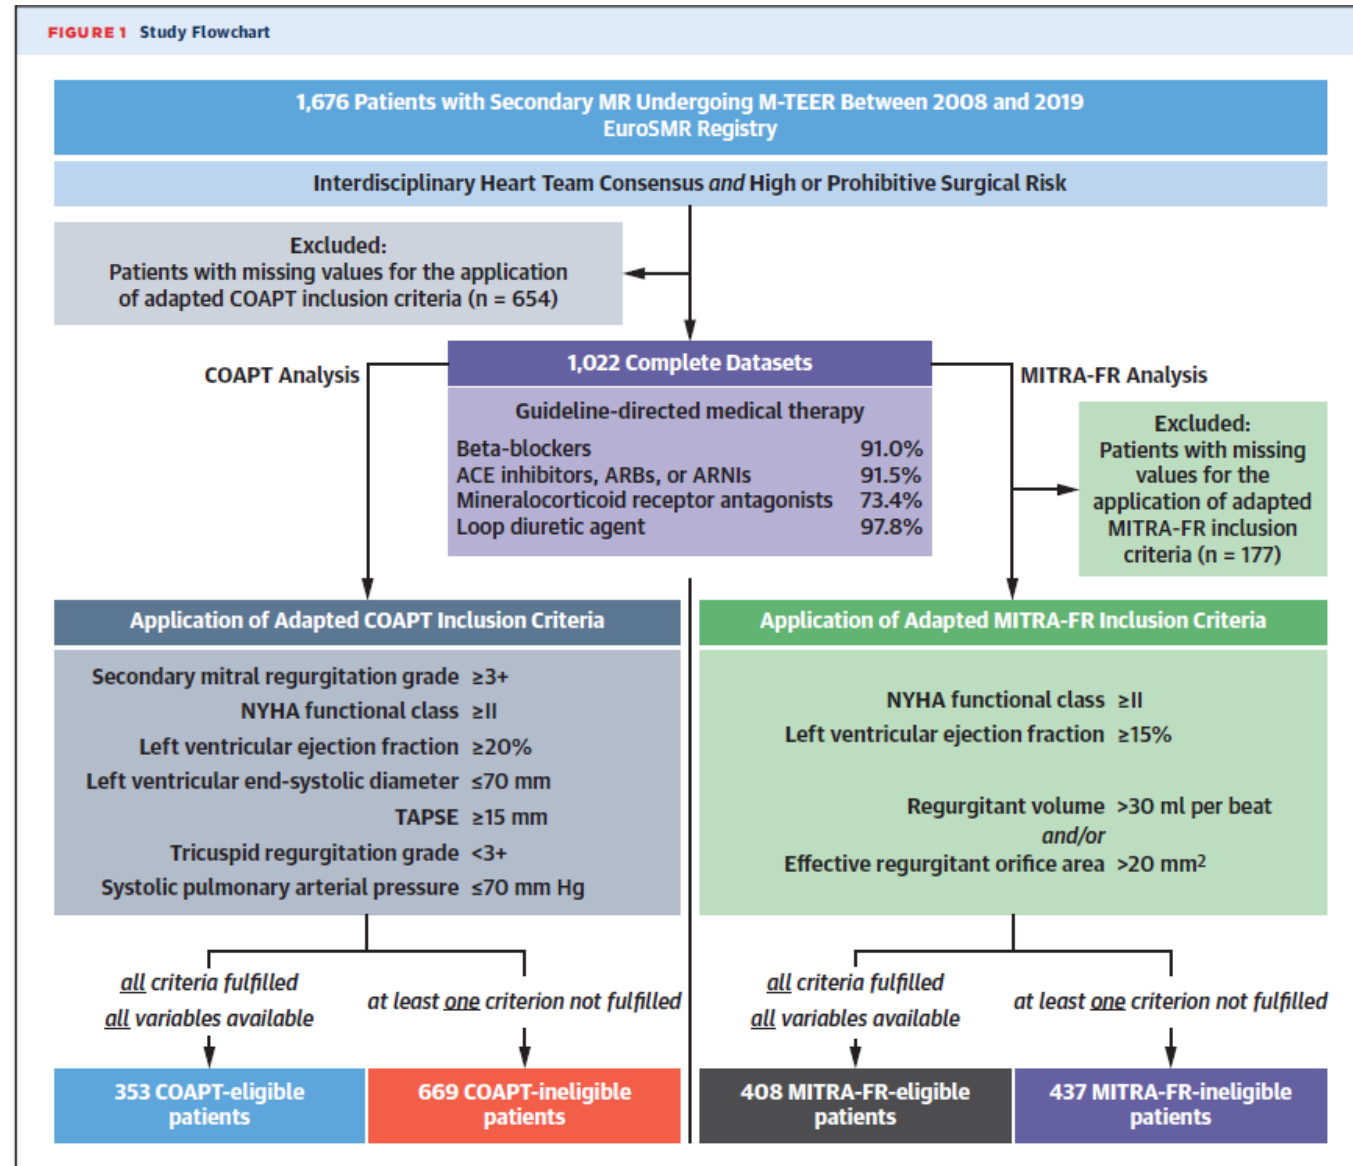 FIGURE 1 Study Flowchart
1,676 Patients with Secondary MR Undergoing M-TEER Between 2008 and 2019
EuroSMR Registry
Interdisciplinary Heart Team Consensus and High or Prohibitive Surgical Risk
Excluded:
Patients with missing values for the application
of adapted COAPT inclusion criteria (n = 654)
COAPT Analysis
1,022 Complete Datasets
Guideline-directed medical therapy
Beta-blockers 91.0%
ACE inhibitors, ARBs, or ARNIs 91.5%
Mineralocorticoid receptor antagonists 73.4%
Loop diuretic agent 97.8%
MITRA-FR Analysis
Excluded:
Patients with missing
values for the
application of adapted
MITRA-FR inclusion
criteria (n = 177)
Application of Adapted COAPT Inclusion Criteria
Secondary mitral regurgitation grade ≥3+
NYHA functional class ≥II
Left ventricular ejection fraction ≥20%
Left ventricular end-systolic diameter ≤70 mm
TAPSE ≥15 mm
Tricuspid regurgitation grade <3+
Systolic pulmonary arterial pressure ≤70 mm Hg
all criteria fulfilled
all variables available
at least one criterion not fulfilled
353 COAPT-eligible
patients
669 COAPT-ineligible
patients
Application of Adapted MITRA-FR Inclusion Criteria
NYHA functional class ≥II
Left ventricular ejection fraction ≥15%
Regurgitant volume >30 ml per beat
and/or
Effective regurgitant orifice area >20 mm²
all criteria fulfilled
all variables available
at least one criterion not fulfilled
408 MITRA-FR-eligible
patients
437 MITRA-FR-ineligible
patients